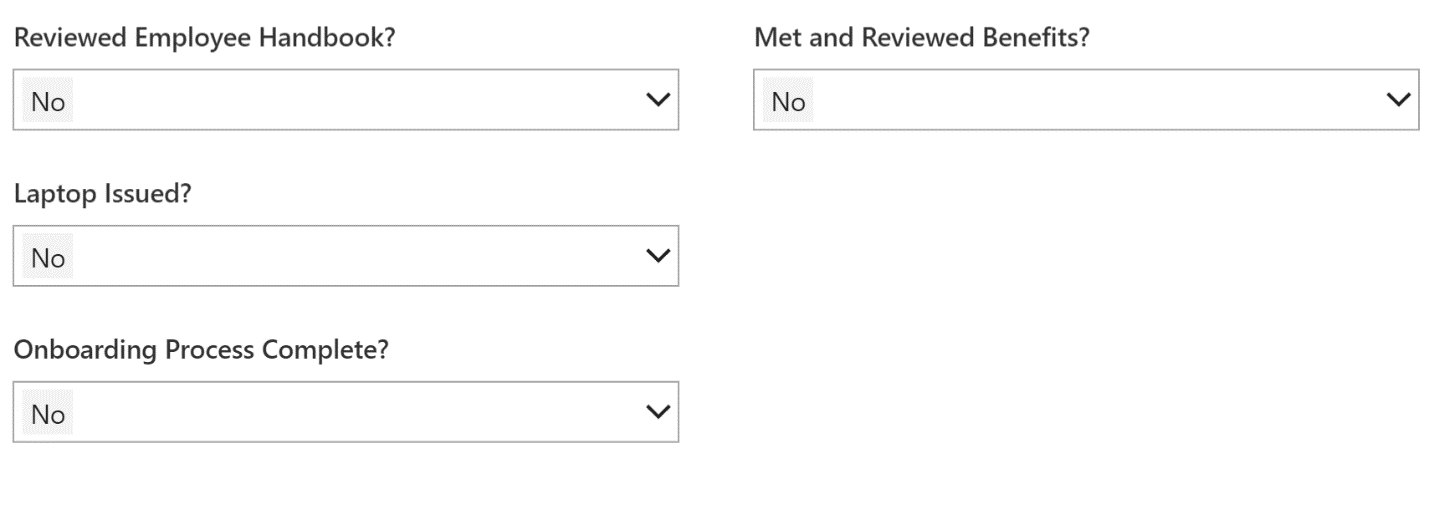 Reviewed Employee Handbook?
No
Met and Reviewed Benefits?
No
Laptop Issued?
No
Onboarding Process Complete?
No